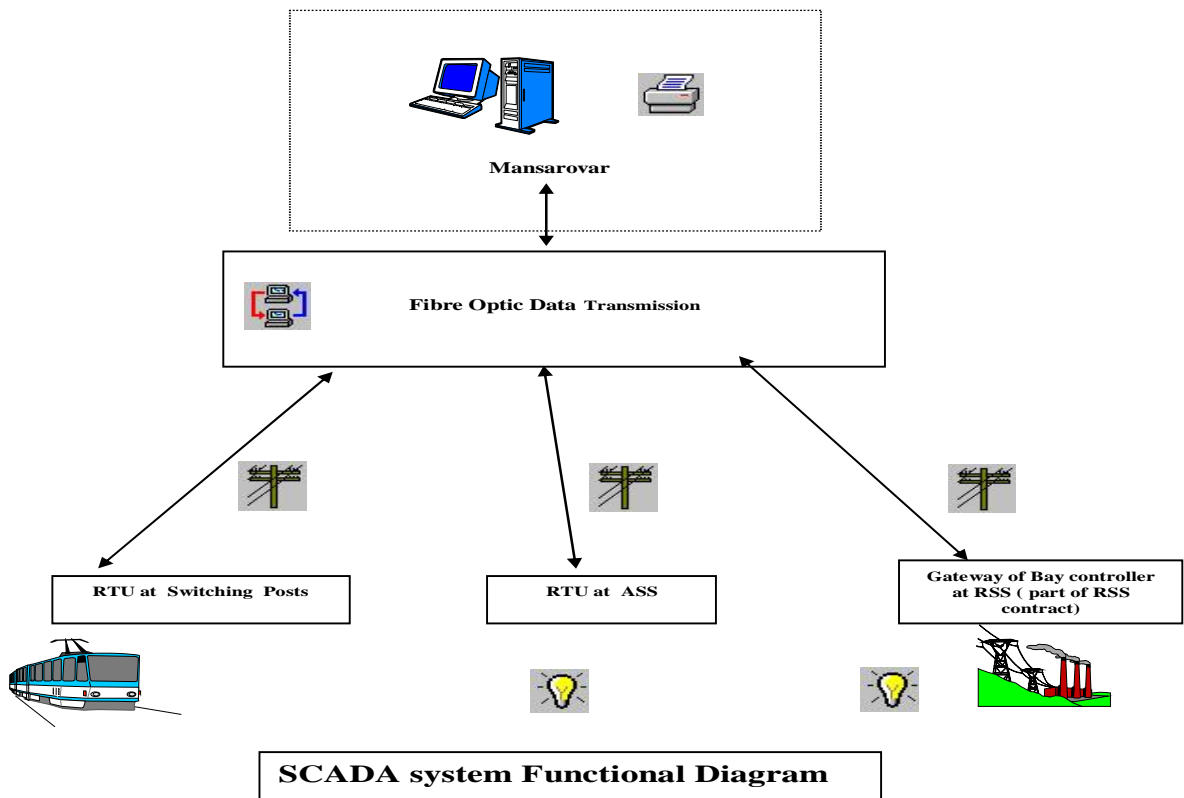 Mansarovar
Fibre Optic Data Transmission
RTU at Switching Posts
RTU at ASS
Gateway of Bay controller
at RSS ( part of RSS
contract)
SCADA system Functional Diagram